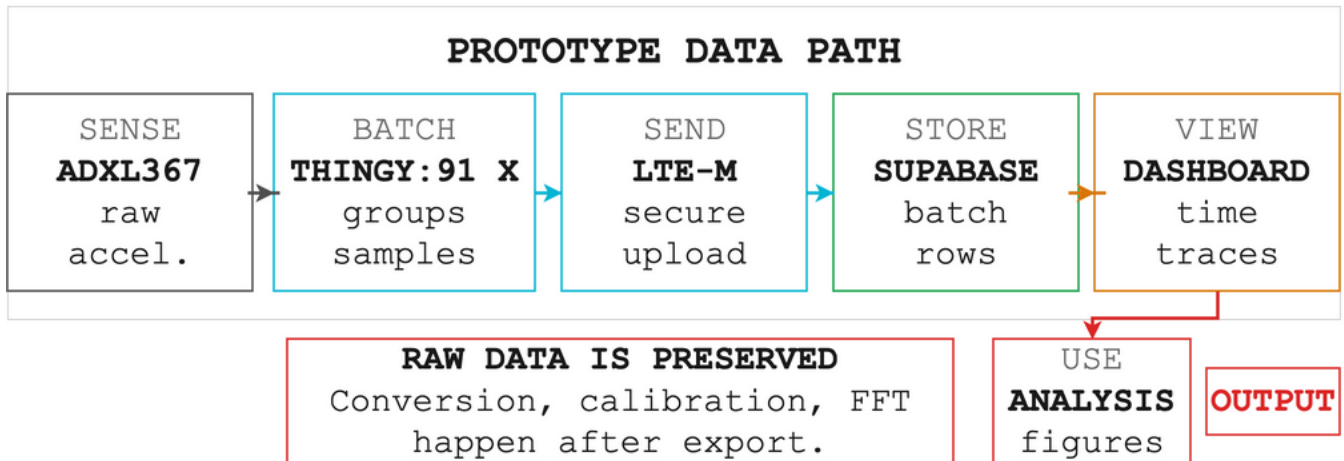 PROTOTYPE DATA PATH
SENSE
ADXL367
raw
accel.
BATCH
THINGY:91 X
groups
samples
SEND
LTE-M
secure
upload
STORE
SUPABASE
batch
rows
VIEW
DASHBOARD
time
traces
RAW DATA IS PRESERVED
Conversion, calibration, FFT
happen after export.
USE
ANALYSIS
figures
OUTPUT